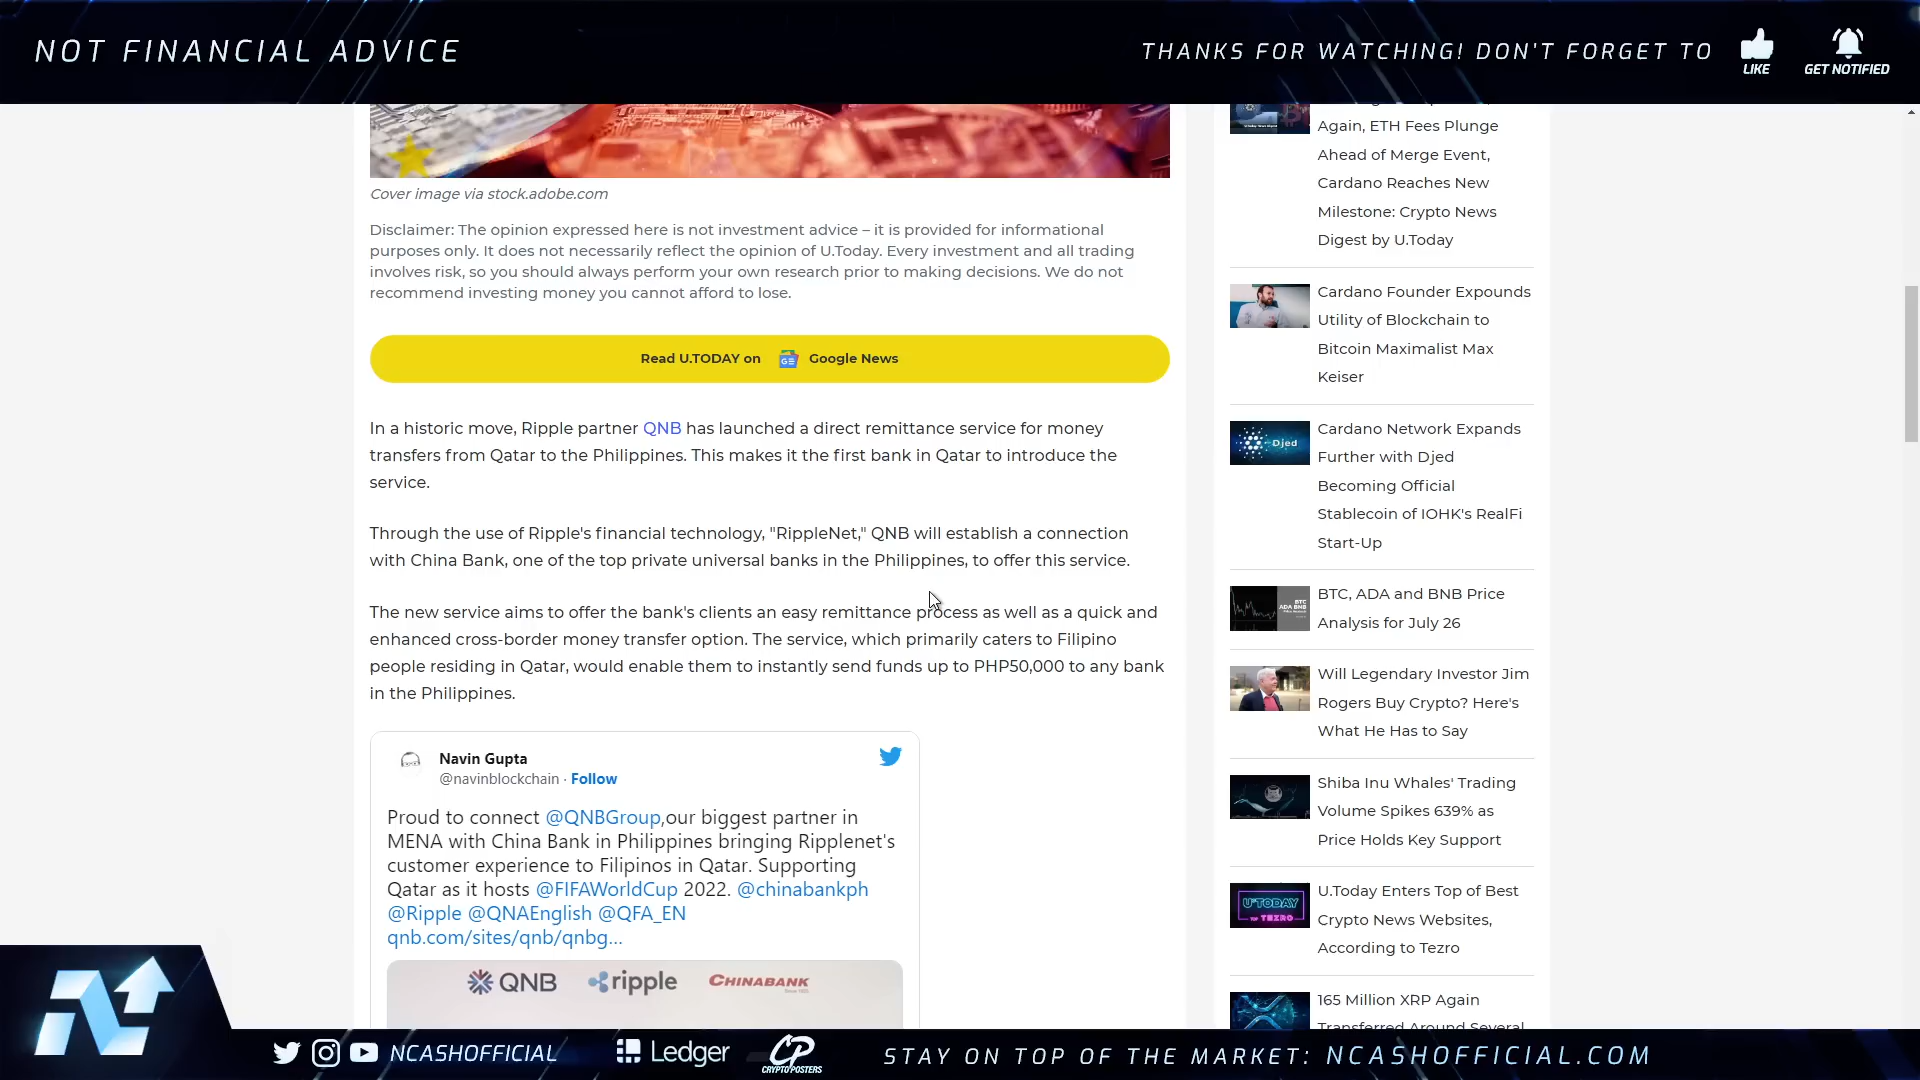 NOT FINANCIAL ADVICE
THANKS FOR WATCHING! DON'T FORGET TO
LIKE
GET NOTIFIED
Cover image via stock.adobe.com
Disclaimer: The opinion expressed here is not investment advice – it is provided for informational
purposes only. It does not necessarily reflect the opinion of U.Today. Every investment and all trading
involves risk, so you should always perform your own research prior to making decisions. We do not
recommend investing money you cannot afford to lose.
Read U.TODAY on GE Google News
In a historic move, Ripple partner QNB has launched a direct remittance service for money
transfers from Qatar to the Philippines. This makes it the first bank in Qatar to introduce the
service.
Through the use of Ripple's financial technology, "RippleNet," QNB will establish a connection
with China Bank, one of the top private universal banks in the Philippines, to offer this service.
The new service aims to offer the bank's clients an easy remittance process as well as a quick and
enhanced cross-border money transfer option. The service, which primarily caters to Filipino
people residing in Qatar, would enable them to instantly send funds up to PHP50,000 to any bank
in the Philippines.
Navin Gupta
@navinblockchain · Follow
Proud to connect @QNBGroup,our biggest partner in
MENA with China Bank in Philippines bringing Ripplenet's
customer experience to Filipinos in Qatar. Supporting
Qatar as it hosts @FIFAWorldCup 2022. @chinabankph
@Ripple @QNAEnglish @QFA_EN
qnb.com/sites/qnb/qnbg...
QNB ripple CHINABANK
Again, ETH Fees Plunge
Ahead of Merge Event,
Cardano Reaches New
Milestone: Crypto News
Digest by U.Today
Cardano Founder Expounds
Utility of Blockchain to
Bitcoin Maximalist Max
Keiser
Djed
Cardano Network Expands
Further with Djed
Becoming Official
Stablecoin of IOHK's RealFi
Start-Up
BTC
ADA BNB
BTC, ADA and BNB Price
Analysis for July 26
Will Legendary Investor Jim
Rogers Buy Crypto? Here's
What He Has to Say
Shiba Inu Whales' Trading
Volume Spikes 639% as
Price Holds Key Support
U.TODAY
TOP TEZRO
U.Today Enters Top of Best
Crypto News Websites,
According to Tezro
165 Million XRP Again
Transferred Around Several
NCASHOFFICIAL
Ledger
CP
CRYPTOPOSTERS
STAY ON TOP OF THE MARKET: NCASHOFFICIAL.COM